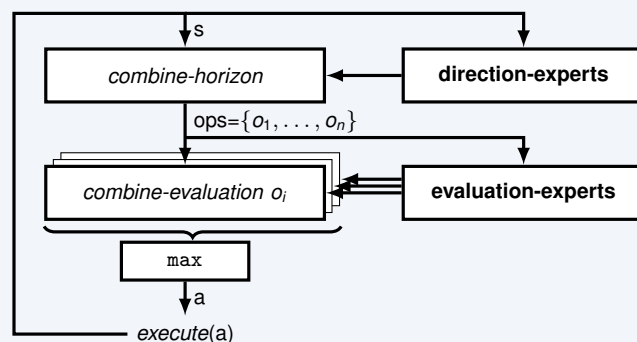 s
combine-horizon
direction-experts
ops={o₁, . . . , oₙ}
combine-evaluation oᵢ
evaluation-experts
max
a
execute(a)